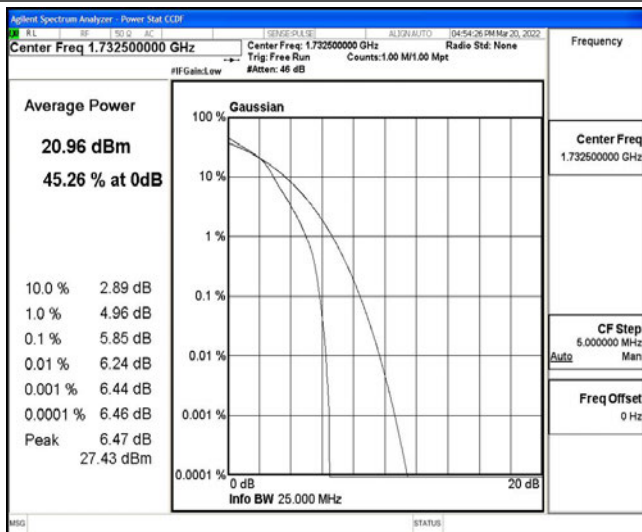 Agilent Spectrum Analyzer - Power Stat CCDF
RL RF 50 Ω AC SENSE:PULSE ALIGN AUTO 04:54:26 PM Mar 20, 2022
Center Freq 1.732500000 GHz
Center Freq: 1.732500000 GHz Radio Std: None
Trig: Free Run Counts:1.00 M/1.00 Mpt
#IFGain:Low #Atten: 46 dB
Frequency
Average Power
20.96 dBm
45.26 % at 0dB
10.0 % 2.89 dB
1.0 % 4.96 dB
0.1 % 5.85 dB
0.01 % 6.24 dB
0.001 % 6.44 dB
0.0001 % 6.46 dB
Peak 6.47 dB
27.43 dBm
Gaussian
100 %
10 %
1 %
0.1 %
0.01 %
0.001 %
0.0001 %
0 dB 20 dB
Info BW 25.000 MHz
Center Freq
1.732500000 GHz
CF Step
5.000000 MHz
Auto Man
Freq Offset
0 Hz
MSG STATUS